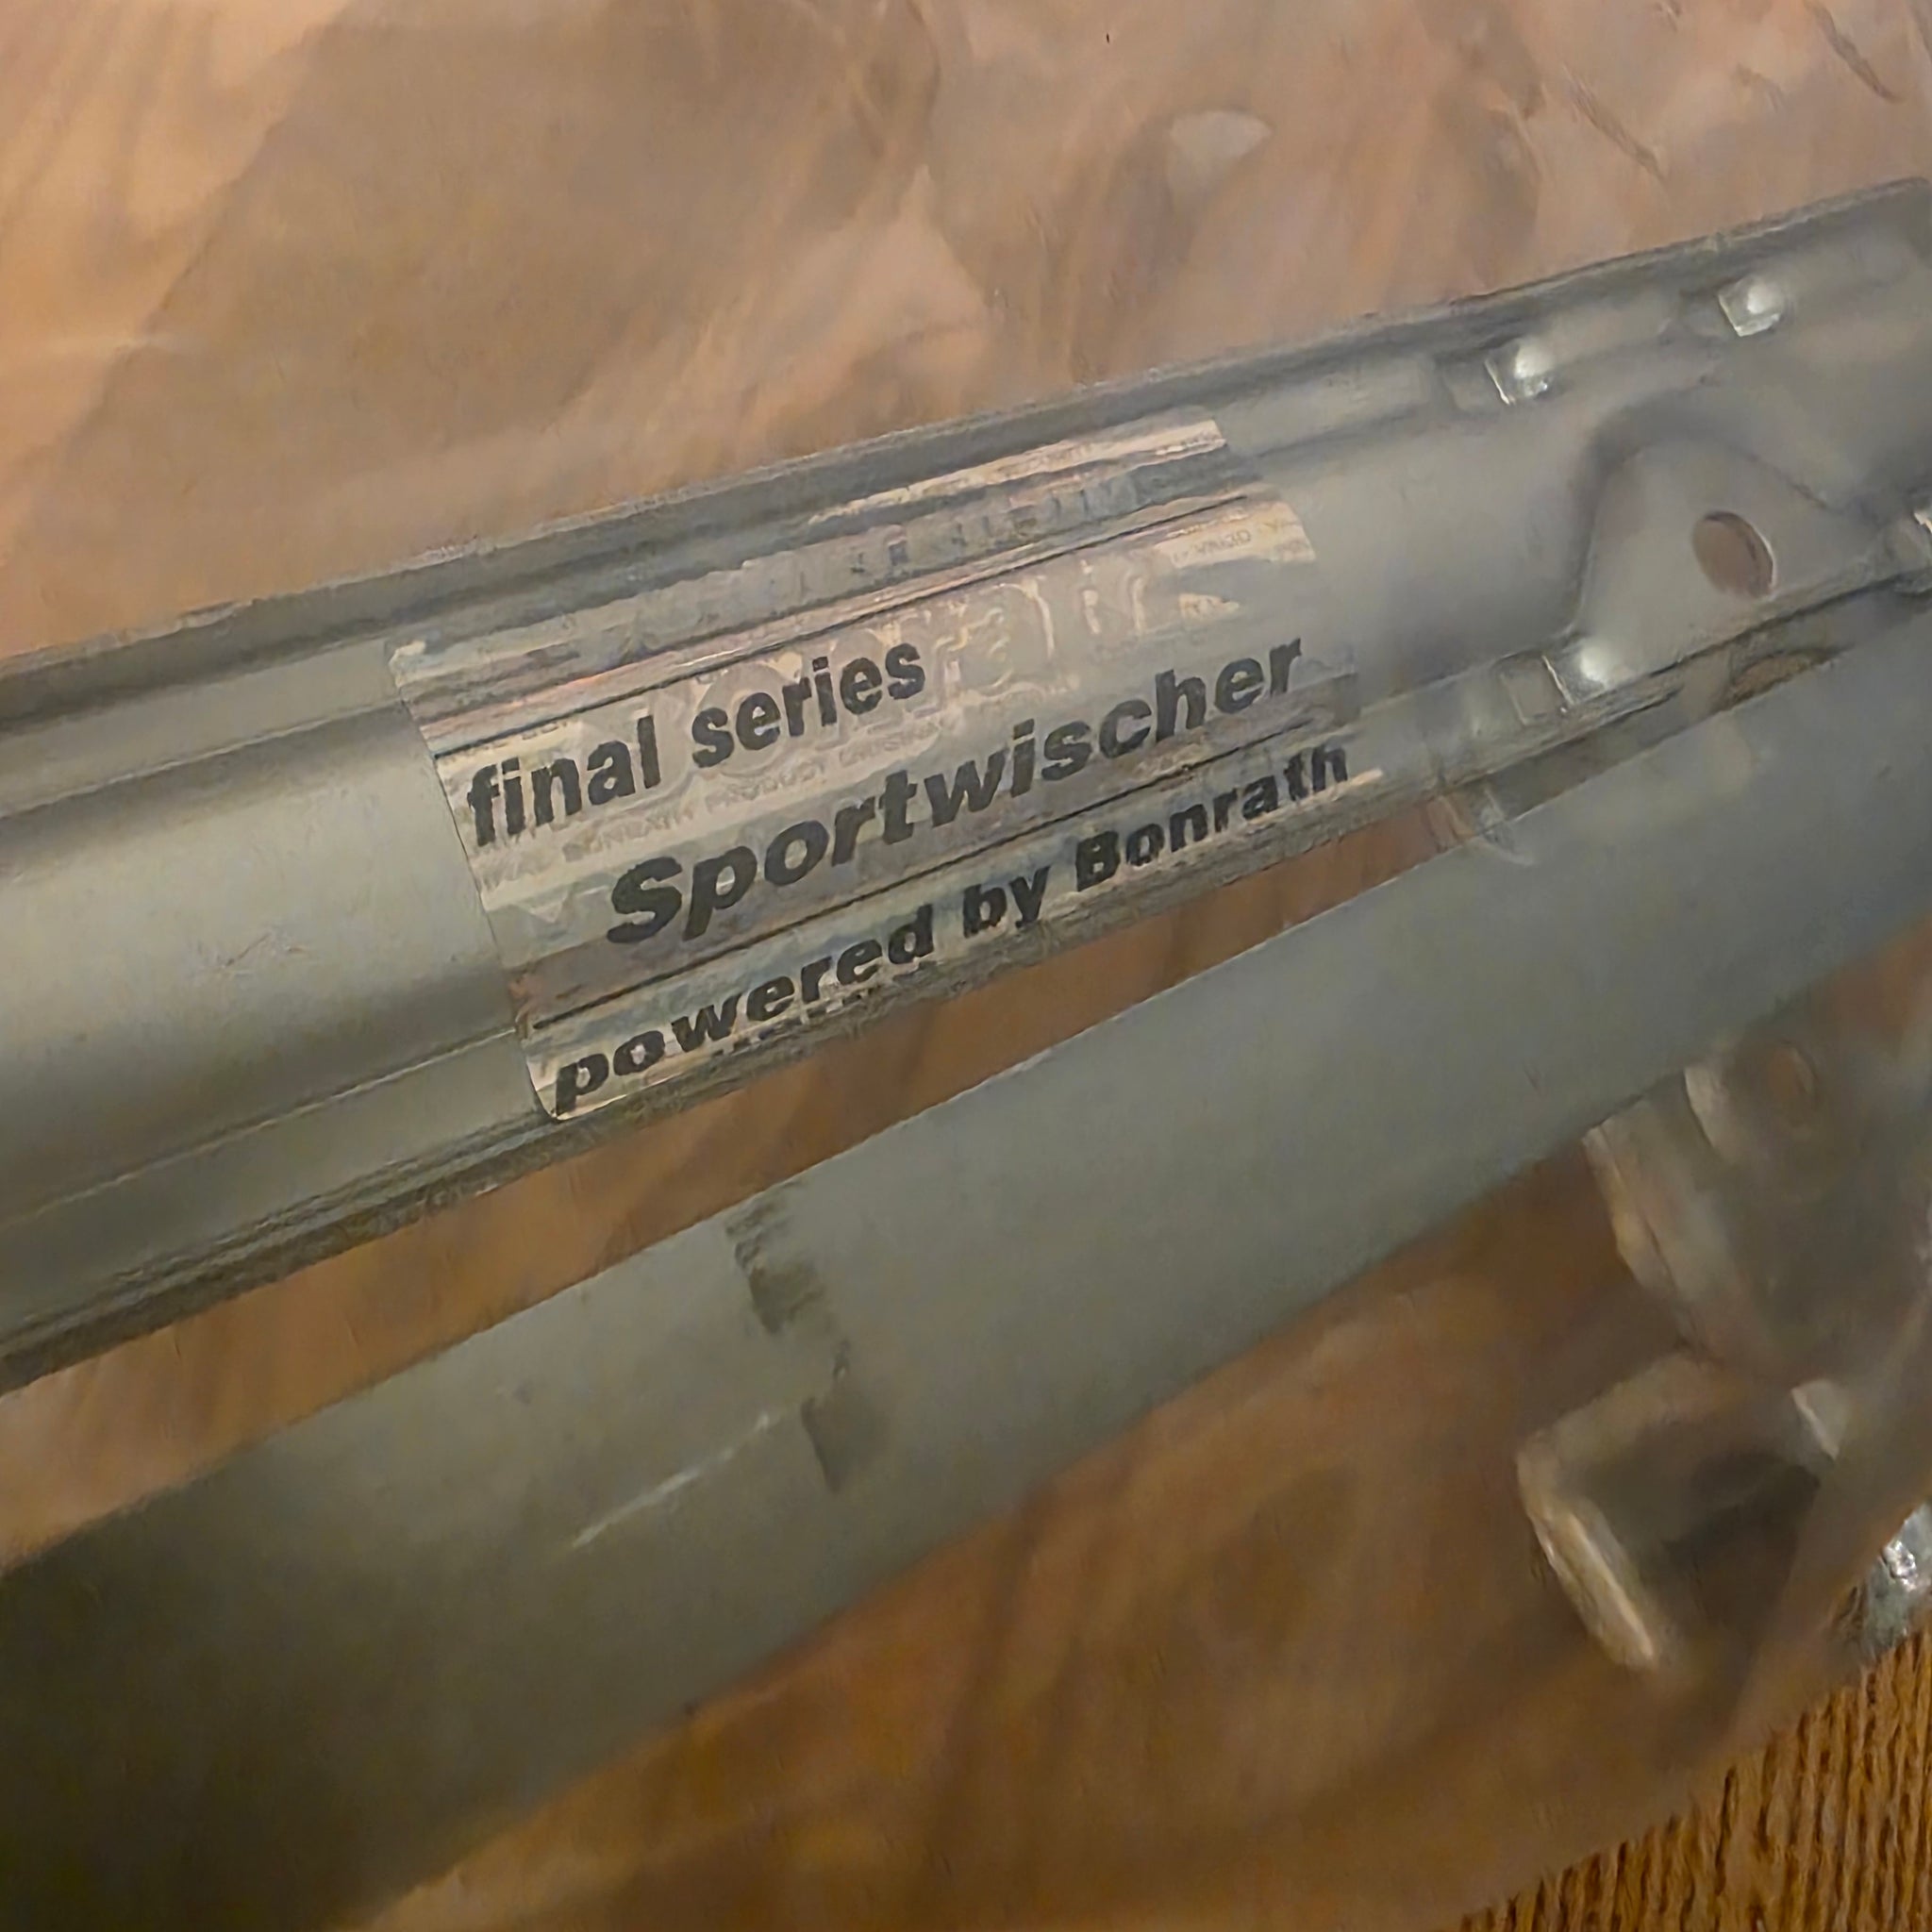 final series
Sportwischer
powered by Bonrath